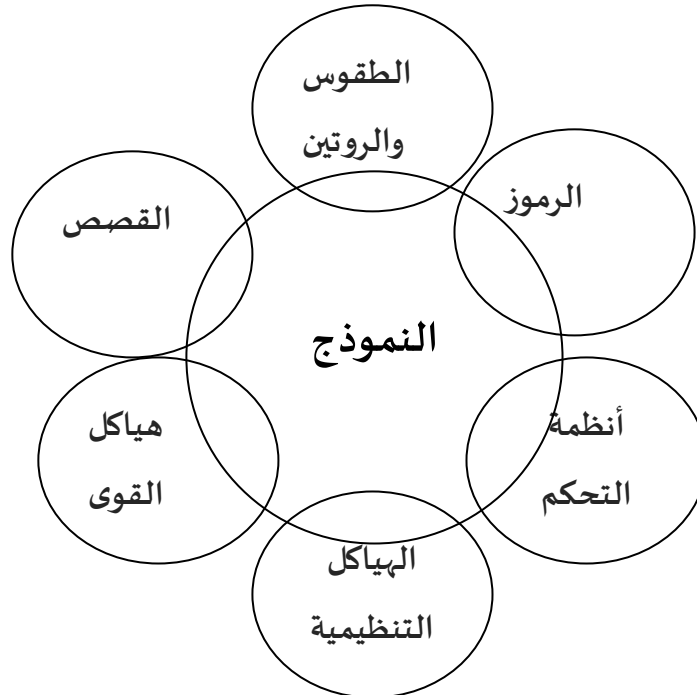 الطقوس
والروتين
الرموز
القصص
النموذج
هياكل
القوى
أنظمة
التحكم
الهياكل
التنظيمية